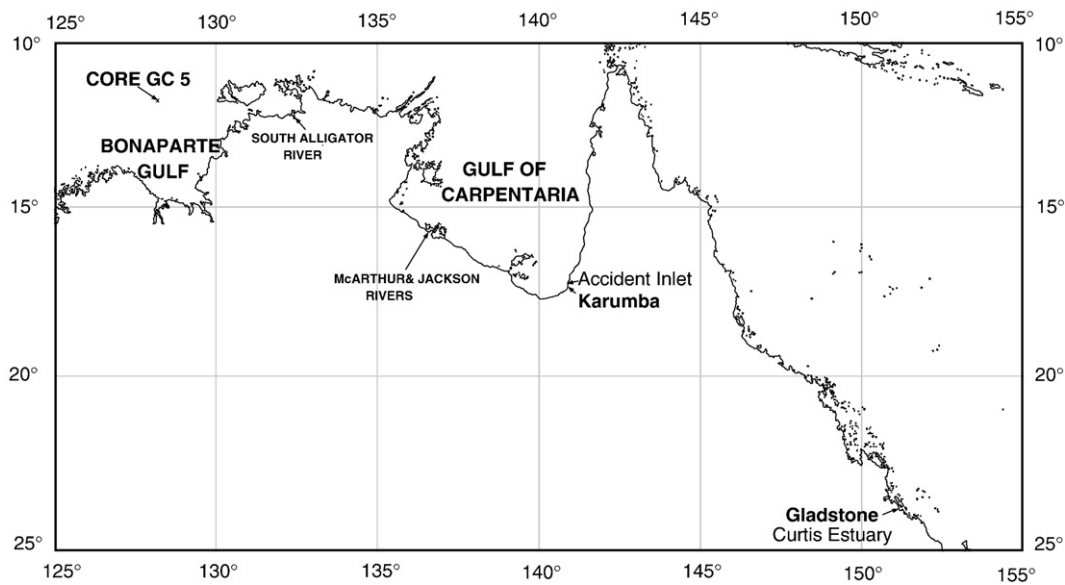 125° 130° 135° 140° 145° 150° 155°
10° 10°
CORE GC 5
SOUTH ALLIGATOR
RIVER
BONAPARTE
GULF
GULF OF
CARPENTARIA
15° 15°
McARTHUR& JACKSON
RIVERS
Accident Inlet
Karumba
20° 20°
Gladstone
Curtis Estuary
25° 25°
125° 130° 135° 140° 145° 150° 155°